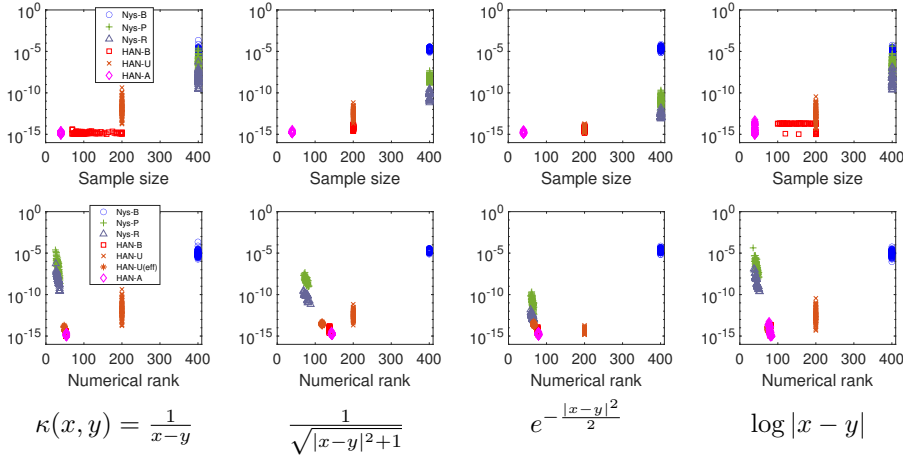 10^0 10^-5 10^-10 10^-15
0 100 200 300 400
Sample size
Nys-B
Nys-P
Nys-R
HAN-B
HAN-U
HAN-A
10^0 10^-5 10^-10 10^-15
0 100 200 300 400
Sample size
10^0 10^-5 10^-10 10^-15
0 100 200 300 400
Sample size
10^0 10^-5 10^-10 10^-15
0 100 200 300 400
Sample size
10^0 10^-5 10^-10 10^-15
0 100 200 300 400
Numerical rank
Nys-B
Nys-P
Nys-R
HAN-B
HAN-U
HAN-U(eff)
HAN-A
10^0 10^-5 10^-10 10^-15
0 100 200 300 400
Numerical rank
10^0 10^-5 10^-10 10^-15
0 100 200 300 400
Numerical rank
10^0 10^-5 10^-10 10^-15
0 100 200 300 400
Numerical rank
κ(x, y) = \frac{1}{x−y}
\frac{1}{\sqrt{|x−y|^2+1}}
e^{−\frac{|x−y|^2}{2}}
log |x − y|